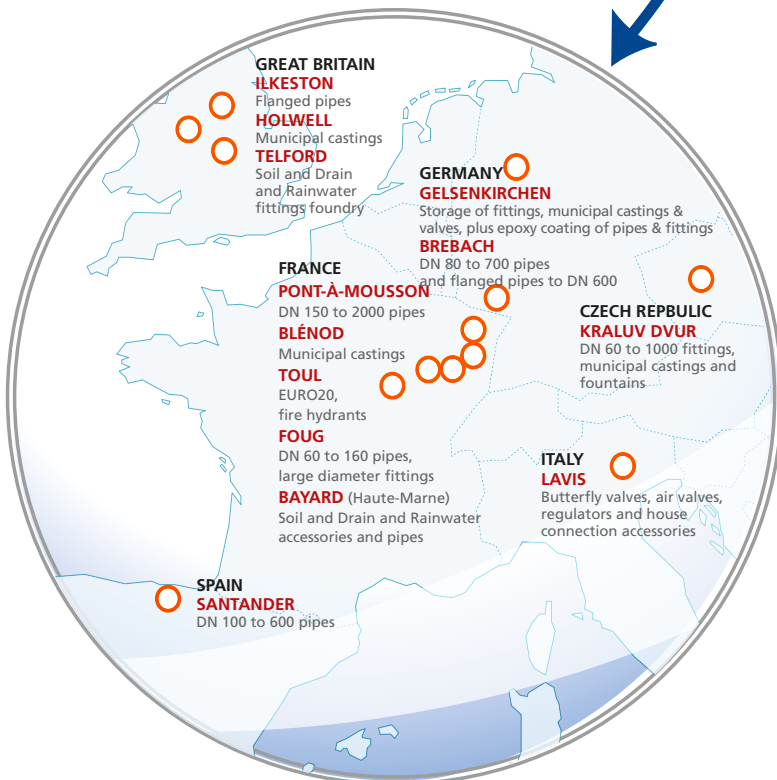 GREAT BRITAIN
ILKESTON
Flanged pipes
HOLWELL
Municipal castings
TELFORD
Soil and Drain
and Rainwater
fittings foundry
GERMANY
GELSENKIRCHEN
Storage of fittings, municipal castings &
valves, plus epoxy coating of pipes & fittings
BREBACH
DN 80 to 700 pipes
and flanged pipes to DN 600
FRANCE
PONT-À-MOUSSON
DN 150 to 2000 pipes
BLÉNOD
Municipal castings
TOUL
EURO20,
fire hydrants
FOUG
DN 60 to 160 pipes,
large diameter fittings
BAYARD (Haute-Marne)
Soil and Drain and Rainwater
accessories and pipes
CZECH REPBULIC
KRALUV DVUR
DN 60 to 1000 fittings,
municipal castings and
fountains
ITALY
LAVIS
Butterfly valves, air valves,
regulators and house
connection accessories
SPAIN
SANTANDER
DN 100 to 600 pipes